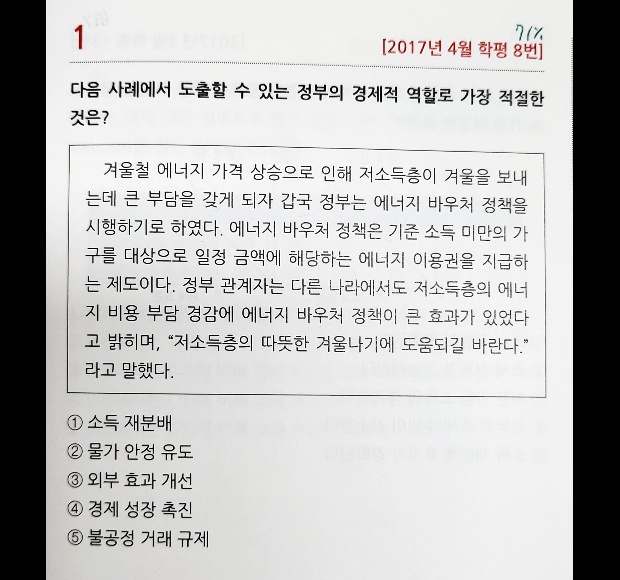 1
71%
[2017년 4월 학평 8번]
다음 사례에서 도출할 수 있는 정부의 경제적 역할로 가장 적절한
것은?
겨울철 에너지 가격 상승으로 인해 저소득층이 겨울을 보내
는데 큰 부담을 갖게 되자 갑국 정부는 에너지 바우처 정책을
시행하기로 하였다. 에너지 바우처 정책은 기준 소득 미만의 가
구를 대상으로 일정 금액에 해당하는 에너지 이용권을 지급하
는 제도이다. 정부 관계자는 다른 나라에서도 저소득층의 에너
지 비용 부담 경감에 에너지 바우처 정책이 큰 효과가 있었다
고 밝히며, “저소득층의 따뜻한 겨울나기에 도움되길 바란다.”
라고 말했다.
① 소득 재분배
② 물가 안정 유도
③ 외부 효과 개선
④ 경제 성장 촉진
⑤ 불공정 거래 규제